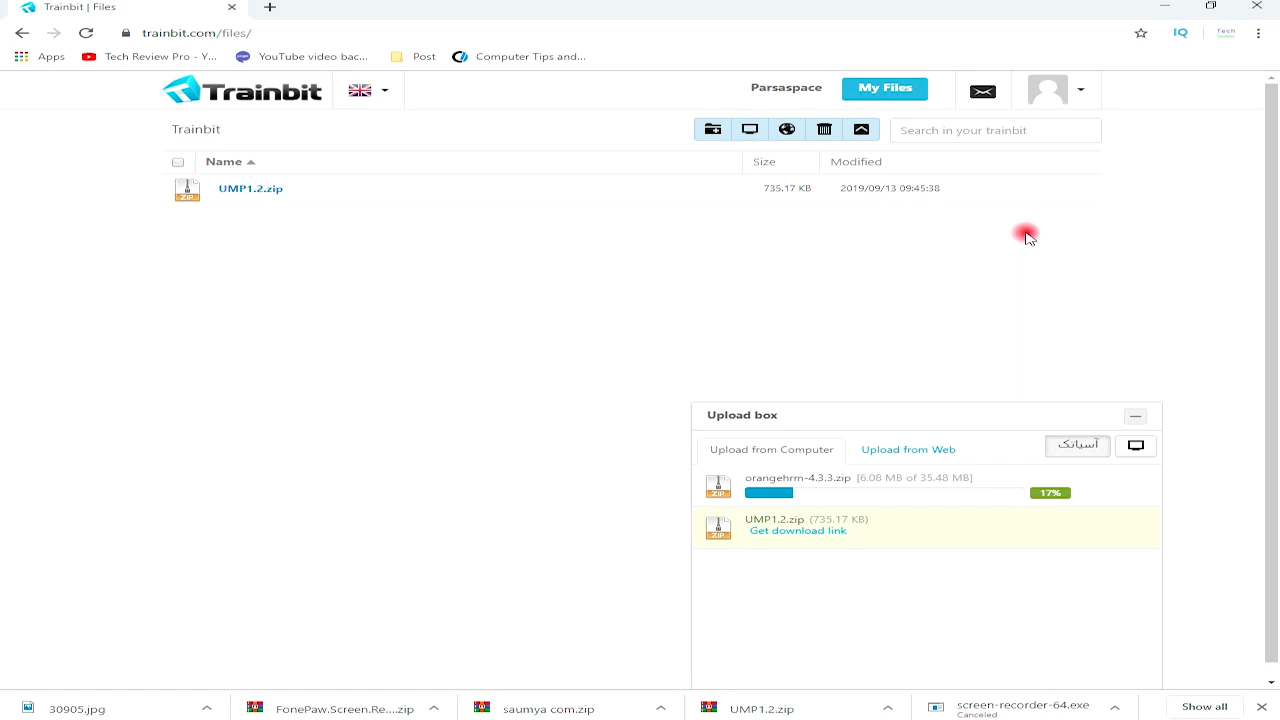 Trainbit | Files
trainbit.com/files/
Apps
Tech Review Pro - Y...
YouTube video bac...
Post
Computer Tips and...
IQ
Tech
Trainbit
Parsaspace
My Files
Trainbit
Search in your trainbit
Name
Size
Modified
ZIP
UMP1.2.zip
735.17 KB
2019/09/13 09:45:38
Upload box
Upload from Computer
Upload from Web
آسیاتک
ZIP
orangehrm-4.3.3.zip [6.08 MB of 35.48 MB]
17%
ZIP
UMP1.2.zip (735.17 KB)
Get download link
30905.jpg
FonePaw.Screen.Re....zip
saumya com.zip
UMP1.2.zip
screen-recorder-64.exe
Canceled
Show all